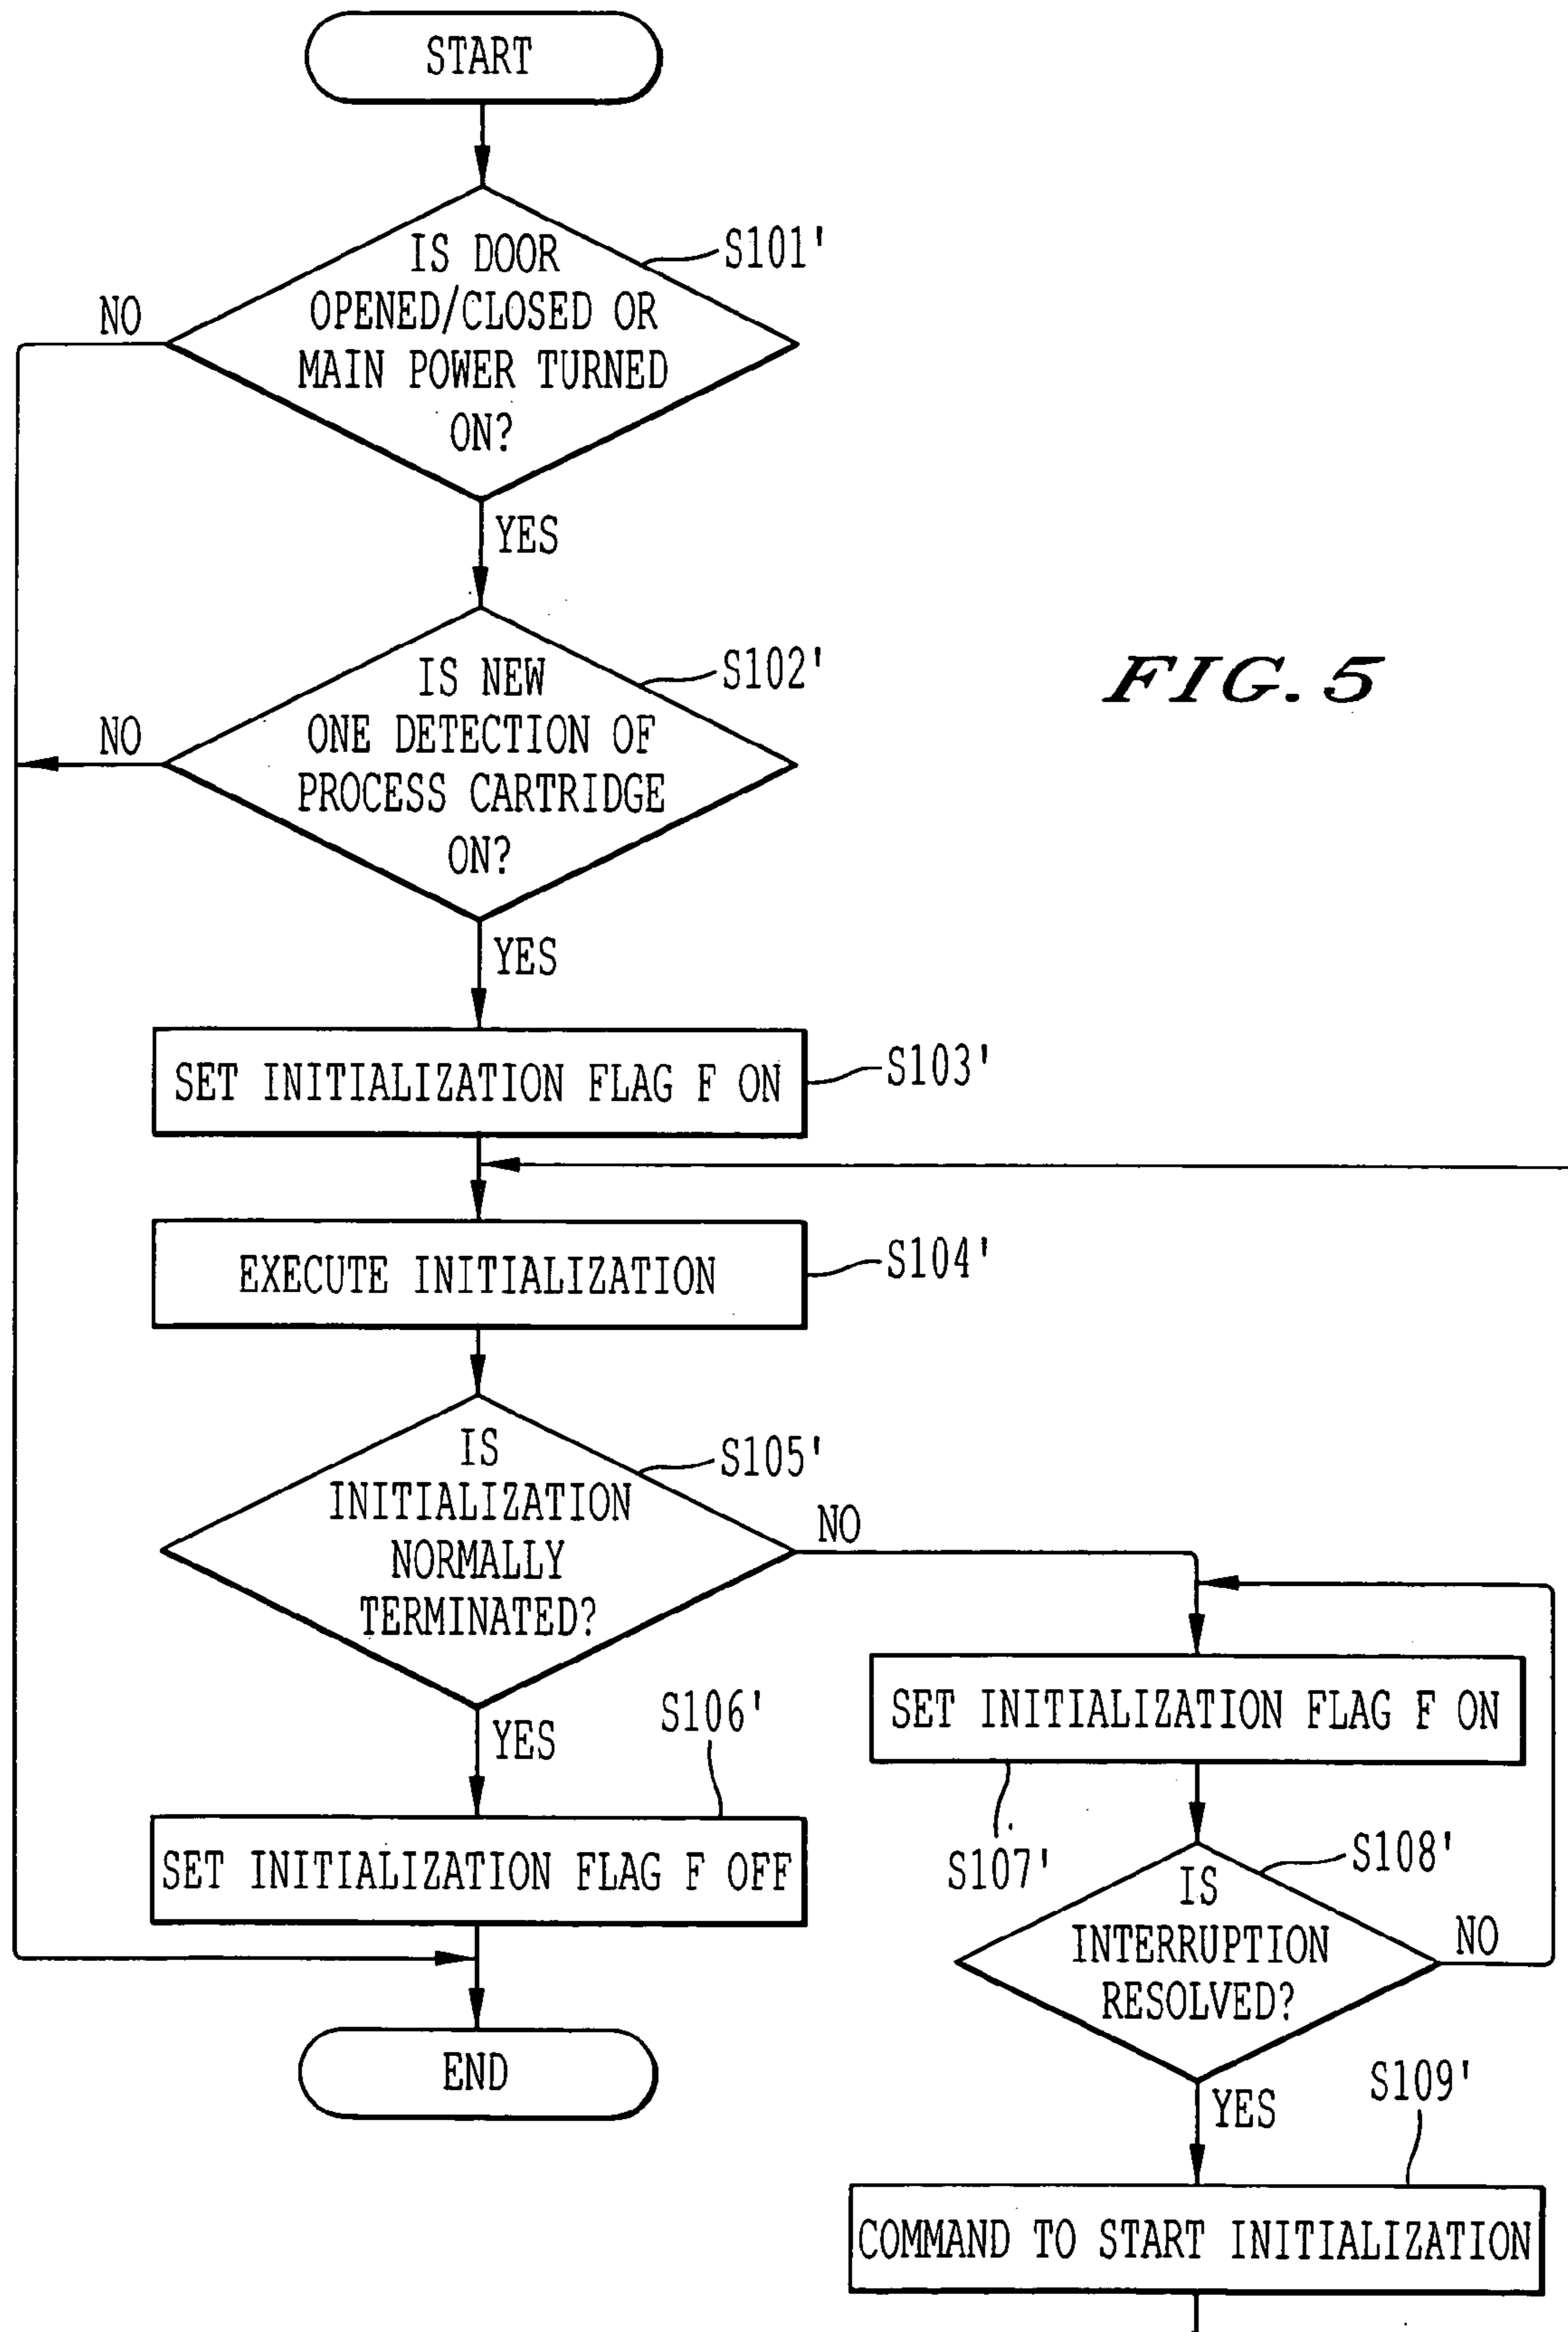 START
IS DOOR
OPENED/CLOSED OR
MAIN POWER TURNED
ON?
S101'
NO
YES
IS NEW
ONE DETECTION OF
PROCESS CARTRIDGE
ON?
S102'
NO
FIG. 5
YES
SET INITIALIZATION FLAG F ON
S103'
EXECUTE INITIALIZATION
S104'
IS
INITIALIZATION
NORMALLY
TERMINATED?
S105'
NO
YES
S106'
SET INITIALIZATION FLAG F OFF
END
SET INITIALIZATION FLAG F ON
S107'
IS
INTERRUPTION
RESOLVED?
S108'
NO
YES
S109'
COMMAND TO START INITIALIZATION